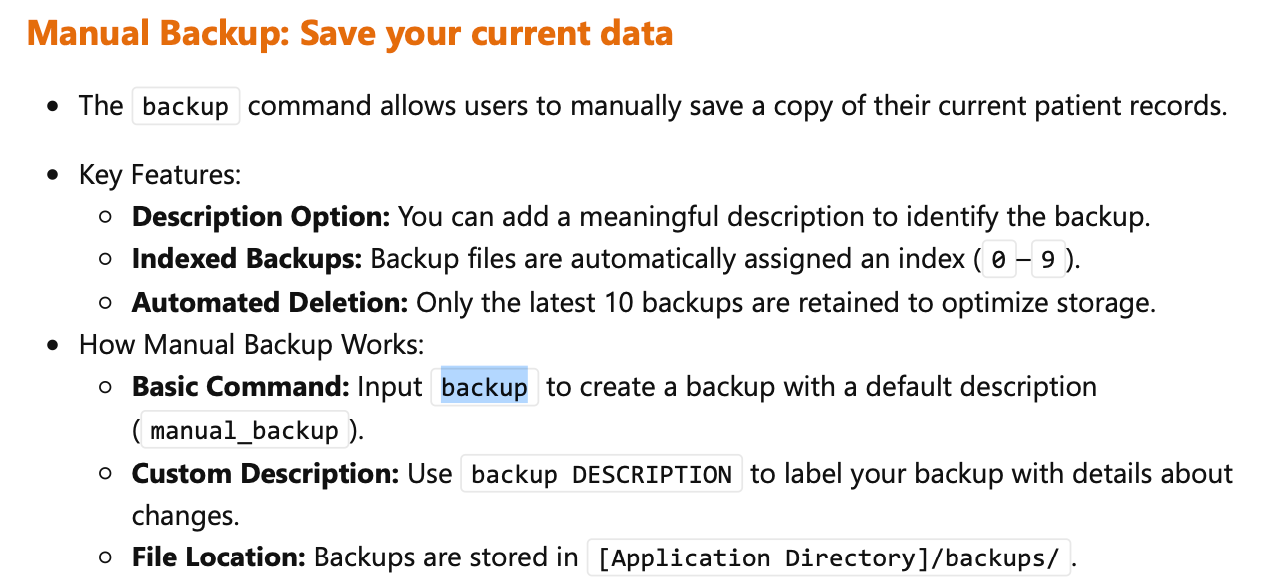 Manual Backup: Save your current data
• The backup command allows users to manually save a copy of their current patient records.
• Key Features:
○ Description Option: You can add a meaningful description to identify the backup.
○ Indexed Backups: Backup files are automatically assigned an index (0–9).
○ Automated Deletion: Only the latest 10 backups are retained to optimize storage.
• How Manual Backup Works:
○ Basic Command: Input backup to create a backup with a default description
(manual_backup).
○ Custom Description: Use backup DESCRIPTION to label your backup with details about
changes.
○ File Location: Backups are stored in [Application Directory]/backups/.